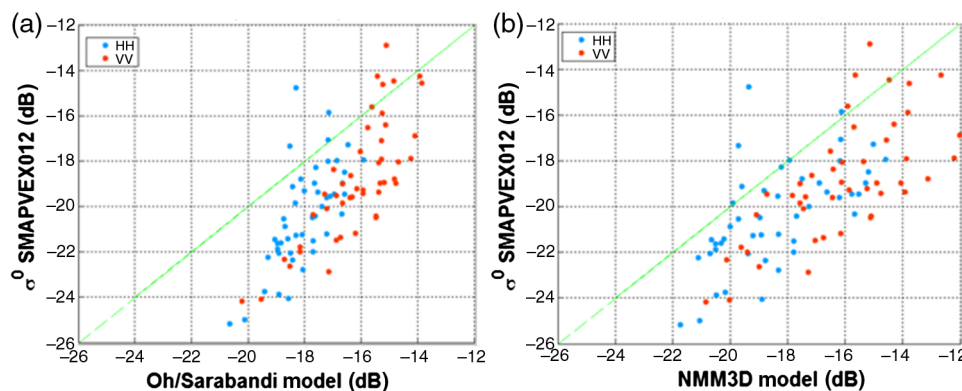 (a)
−12
−14
−16
−18
−20
−22
−24
−26
σ⁰ SMAPVEX012 (dB)
HH
VV
−26 −24 −22 −20 −18 −16 −14 −12
Oh/Sarabandi model (dB)
(b)
−12
−14
−16
−18
−20
−22
−24
−26
σ⁰ SMAPVEX012 (dB)
HH
VV
−26 −24 −22 −20 −18 −16 −14 −12
NMM3D model (dB)